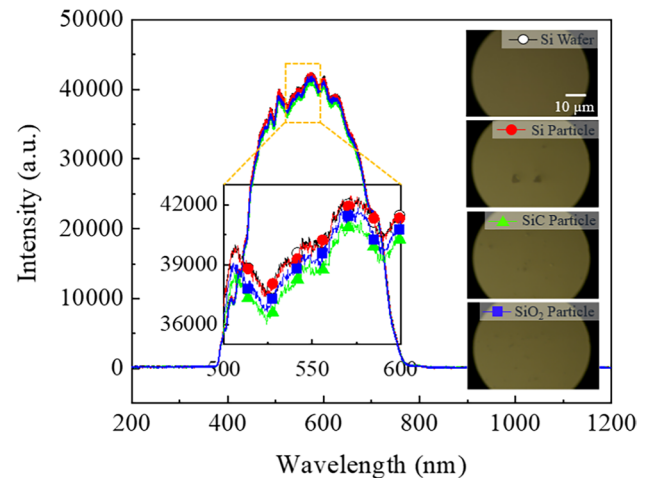 50000
40000
30000
20000
10000
0
Intensity (a.u.)
200
400
600
800
1000
1200
Wavelength (nm)
42000
39000
36000
500
550
600
Si Wafer
10 μm
Si Particle
SiC Particle
SiO₂ Particle